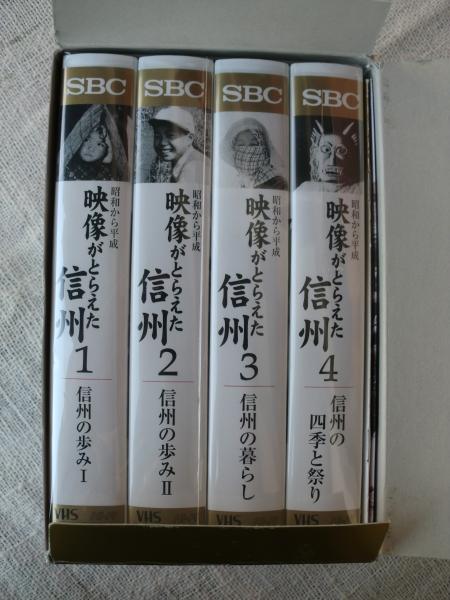 SBC
昭和から平成
映像がとらえた
信州 1
信州の歩みⅠ
VHS
SBC
昭和から平成
映像がとらえた
信州 2
信州の歩みⅡ
VHS
SBC
昭和から平成
映像がとらえた
信州 3
信州の暮らし
VHS
SBC
昭和から平成
映像がとらえた
信州 4
信州の
四季と祭り
VHS